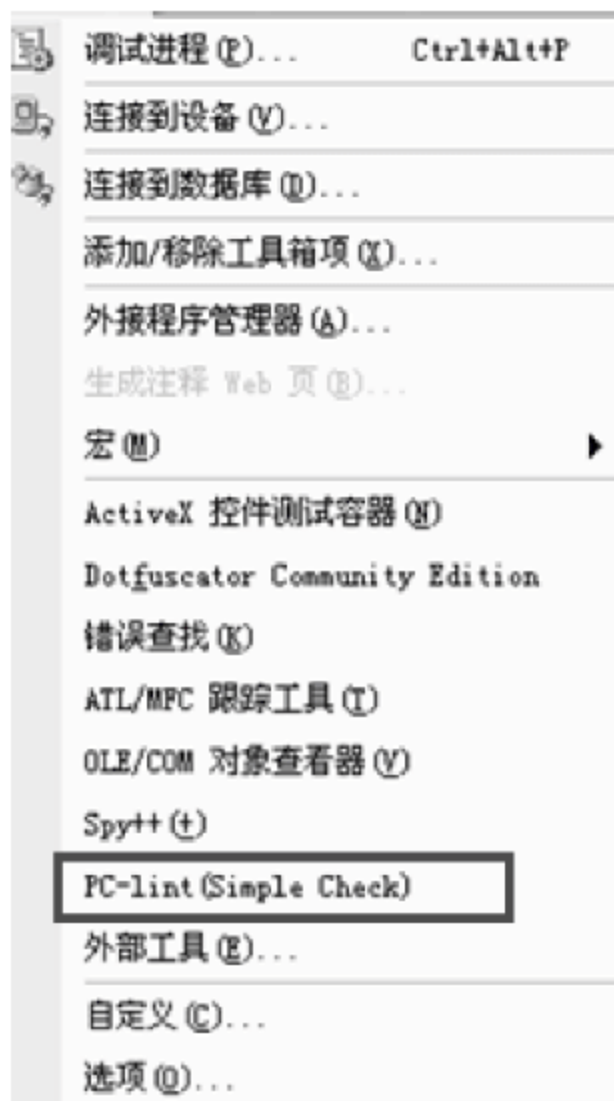 调试进程(P)... Ctrl+Alt+P
连接到设备(V)...
连接到数据库(D)...
添加/移除工具箱项(X)...
外接程序管理器(A)...
生成注释 Web 页(B)...
宏(M)
ActiveX 控件测试容器(N)
Dotfuscator Community Edition
错误查找(K)
ATL/MFC 跟踪工具(T)
OLE/COM 对象查看器(V)
Spy++(+)
PC-lint(Simple Check)
外部工具(E)...
自定义(C)...
选项(O)...